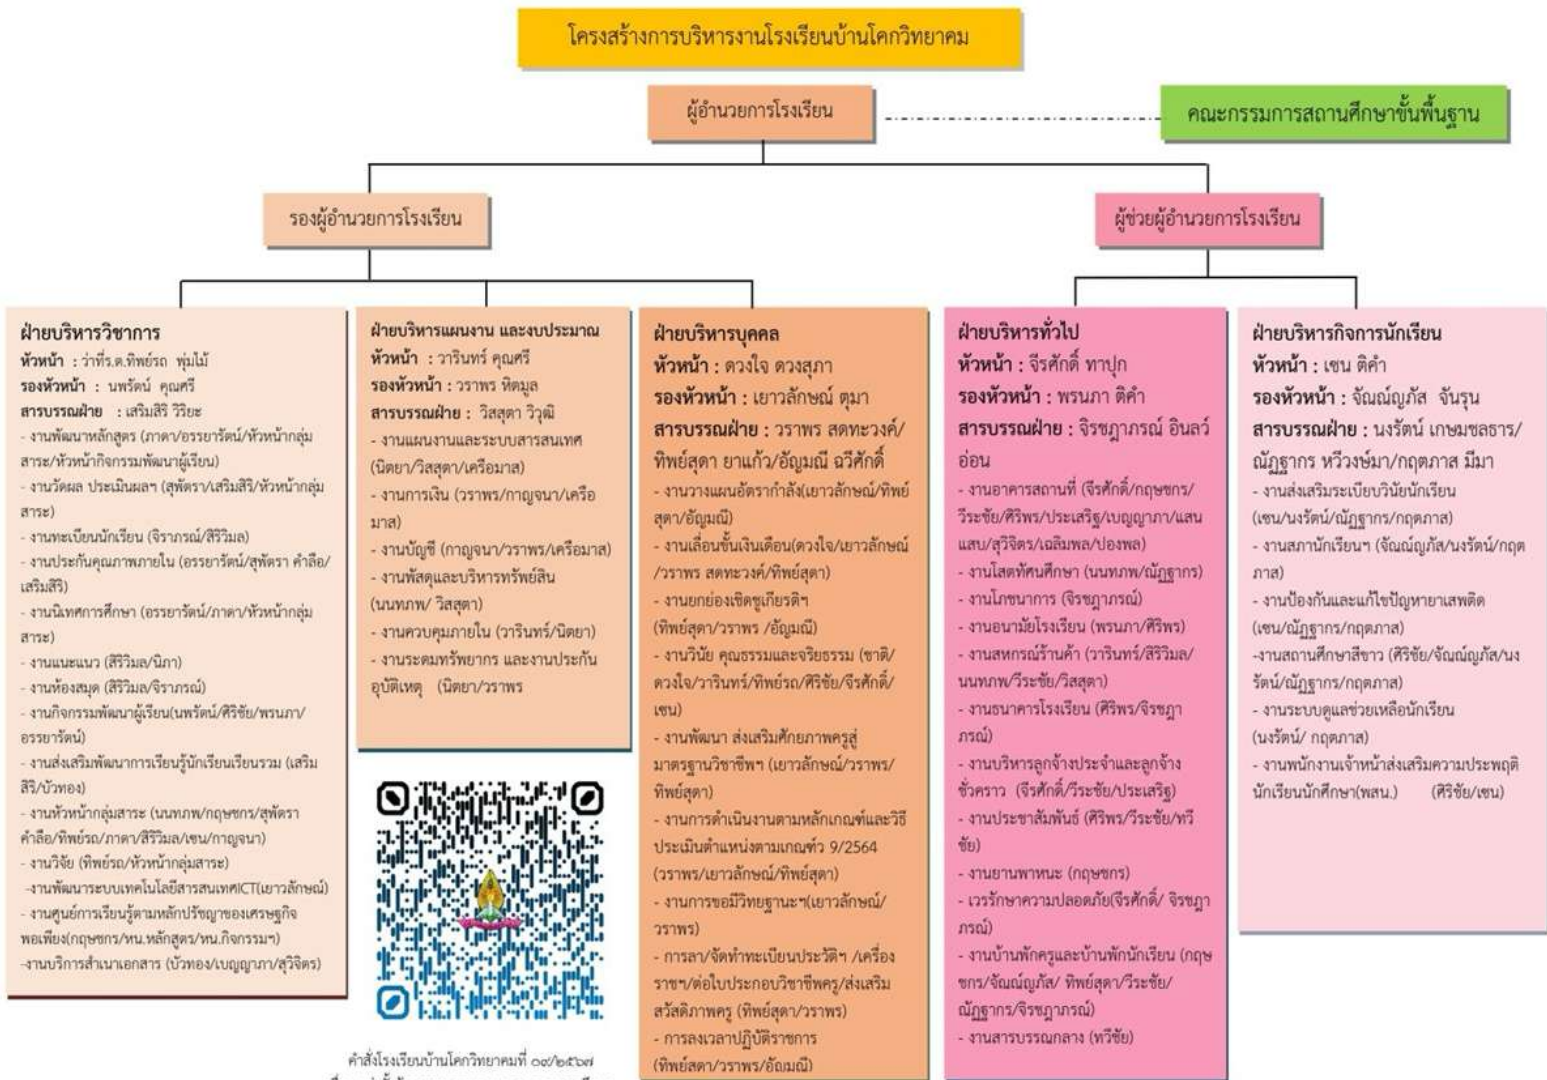 โครงสร้างการบริหารงานโรงเรียนบ้านโคกวิทยาคม
ผู้อำนวยการโรงเรียน
คณะกรรมการสถานศึกษาขั้นพื้นฐาน
รองผู้อำนวยการโรงเรียน
ผู้ช่วยผู้อำนวยการโรงเรียน
ฝ่ายบริหารวิชาการ
หัวหน้า : ว่าที่ร.ต.ทิพย์รถ พุ่มไม้
รองหัวหน้า : นพรัตน์ คุณศรี
สารบรรณฝ่าย : เสริมสิริ วิริยะ
- งานพัฒนาหลักสูตร (ภาดา/อรรยารัตน์/หัวหน้ากลุ่ม
สาระ/หัวหน้ากิจกรรมพัฒนาผู้เรียน)
- งานวัดผล ประเมินผลฯ (สุพัตรา/เสริมสิริ/หัวหน้ากลุ่ม
สาระ)
- งานทะเบียนนักเรียน (จิราภรณ์/สิริวิมล)
- งานประกันคุณภาพภายใน (อรรยารัตน์/สุพัตรา คำลือ/
เสริมสิริ)
- งานนิเทศการศึกษา (อรรยารัตน์/ภาดา/หัวหน้ากลุ่ม
สาระ)
- งานแนะแนว (สิริวิมล/นิภา)
- งานห้องสมุด (สิริวิมล/จิราภรณ์)
- งานกิจกรรมพัฒนาผู้เรียน(นพรัตน์/ศิริชัย/พรนภา/
อรรยารัตน์)
- งานส่งเสริมพัฒนาการเรียนรู้นักเรียนเรียนรวม (เสริม
สิริ/บัวทอง)
- งานหัวหน้ากลุ่มสาระ (นนทภพ/กฤษชกร/สุพัตรา
คำลือ/ทิพย์รถ/ภาดา/สิริวิมล/เซน/กาญจนา)
- งานวิจัย (ทิพย์รถ/หัวหน้ากลุ่มสาระ)
-งานพัฒนาระบบเทคโนโลยีสารสนเทศICT(เยาวลักษณ์)
- งานศูนย์การเรียนรู้ตามหลักปรัชญาของเศรษฐกิจ
พอเพียง(กฤษชกร/หน.หลักสูตร/หน.กิจกรรมฯ)
-งานบริการสำเนาเอกสาร (บัวทอง/เบญญาภา/สุวิจิตร)
ฝ่ายบริหารแผนงาน และงบประมาณ
หัวหน้า : วารินทร์ คุณศรี
รองหัวหน้า : วราพร หิตมูล
สารบรรณฝ่าย : วิสสุตา วิวุฒิ
- งานแผนงานและระบบสารสนเทศ
(นิตยา/วิสสุตา/เครือมาส)
- งานการเงิน (วราพร/กาญจนา/เครือ
มาส)
- งานบัญชี (กาญจนา/วราพร/เครือมาส)
- งานพัสดุและบริหารทรัพย์สิน
(นนทภพ/ วิสสุตา)
- งานควบคุมภายใน (วารินทร์/นิตยา)
- งานระดมทรัพยากร และงานประกัน
อุบัติเหตุ (นิตยา/วราพร
คำสั่งโรงเรียนบ้านโคกวิทยาคมที่ ๐๙/๒๕๖๗
ฝ่ายบริหารบุคคล
หัวหน้า : ดวงใจ ดวงสุภา
รองหัวหน้า : เยาวลักษณ์ ตุมา
สารบรรณฝ่าย : วราพร สดทะวงค์/
ทิพย์สุดา ยาแก้ว/อัญมณี ฉวีศักดิ์
- งานวางแผนอัตรากำลัง(เยาวลักษณ์/ทิพย์
สุดา/อัญมณี)
- งานเลื่อนขั้นเงินเดือน(ดวงใจ/เยาวลักษณ์
/วราพร สดทะวงค์/ทิพย์สุดา)
- งานยกย่องเชิดชูเกียรติฯ
(ทิพย์สุดา/วราพร /อัญมณี)
- งานวินัย คุณธรรมและจริยธรรม (ชาติ/
ดวงใจ/วารินทร์/ทิพย์รถ/ศิริชัย/จีรศักดิ์/
เซน)
- งานพัฒนา ส่งเสริมศักยภาพครูสู่
มาตรฐานวิชาชีพฯ (เยาวลักษณ์/วราพร/
ทิพย์สุดา)
- งานการดำเนินงานตามหลักเกณฑ์และวิธี
ประเมินตำแหน่งตามเกณฑ์ว 9/2564
(วราพร/เยาวลักษณ์/ทิพย์สุดา)
- งานการขอมีวิทยฐานะฯ(เยาวลักษณ์/
วราพร)
- การลา/จัดทำทะเบียนประวัติฯ /เครื่อง
ราชฯ/ต่อใบประกอบวิชาชีพครู/ส่งเสริม
สวัสดิภาพครู (ทิพย์สุดา/วราพร)
- การลงเวลาปฏิบัติราชการ
(ทิพย์สุดา/วราพร/อัญมณี)
ฝ่ายบริหารทั่วไป
หัวหน้า : จีรศักดิ์ ทาปุก
รองหัวหน้า : พรนภา ติคำ
สารบรรณฝ่าย : จิรชฎาภรณ์ อินลว์
อ่อน
- งานอาคารสถานที่ (จีรศักดิ์/กฤษชกร/
วีระชัย/ศิริพร/ประเสริฐ/เบญญาภา/แสน
แสบ/สุวิจิตร/เฉลิมพล/ปองพล)
- งานโสตทัศนศึกษา (นนทภพ/ณัฏฐากร)
- งานโภชนาการ (จิรชฎาภรณ์)
- งานอนามัยโรงเรียน (พรนภา/ศิริพร)
- งานสหกรณ์ร้านค้า (วารินทร์/สิริวิมล/
นนทภพ/วีระชัย/วิสสุตา)
- งานธนาคารโรงเรียน (ศิริพร/จิรชฎา
ภรณ์)
- งานบริหารลูกจ้างประจำและลูกจ้าง
ชั่วคราว (จีรศักดิ์/วีระชัย/ประเสริฐ)
- งานประชาสัมพันธ์ (ศิริพร/วีระชัย/ทวี
ชัย)
- งานยานพาหนะ (กฤษชกร)
- เวรรักษาความปลอดภัย(จีรศักดิ์/ จิรชฎา
ภรณ์)
- งานบ้านพักครูและบ้านพักนักเรียน (กฤษ
ชกร/จัณณ์ญภัส/ ทิพย์สุดา/วีระชัย/
ณัฏฐากร/จิรชฎาภรณ์)
- งานสารบรรณกลาง (ทวีชัย)
ฝ่ายบริหารกิจการนักเรียน
หัวหน้า : เซน ติคำ
รองหัวหน้า : จัณณ์ญภัส จันรุน
สารบรรณฝ่าย : นงรัตน์ เกษมชลธาร/
ณัฏฐากร หวีวงษ์มา/กฤตภาส มีมา
- งานส่งเสริมระเบียบวินัยนักเรียน
(เซน/นงรัตน์/ณัฏฐากร/กฤตภาส)
- งานสภานักเรียนฯ (จัณณ์ญภัส/นงรัตน์/กฤต
ภาส)
- งานป้องกันและแก้ไขปัญหายาเสพติด
(เซน/ณัฏฐากร/กฤตภาส)
-งานสถานศึกษาสีขาว (ศิริชัย/จัณณ์ญภัส/นง
รัตน์/ณัฏฐากร/กฤตภาส)
- งานระบบดูแลช่วยเหลือนักเรียน
(นงรัตน์/ กฤตภาส)
- งานพนักงานเจ้าหน้าส่งเสริมความประพฤติ
นักเรียนนักศึกษา(พสน.) (ศิริชัย/เซน)